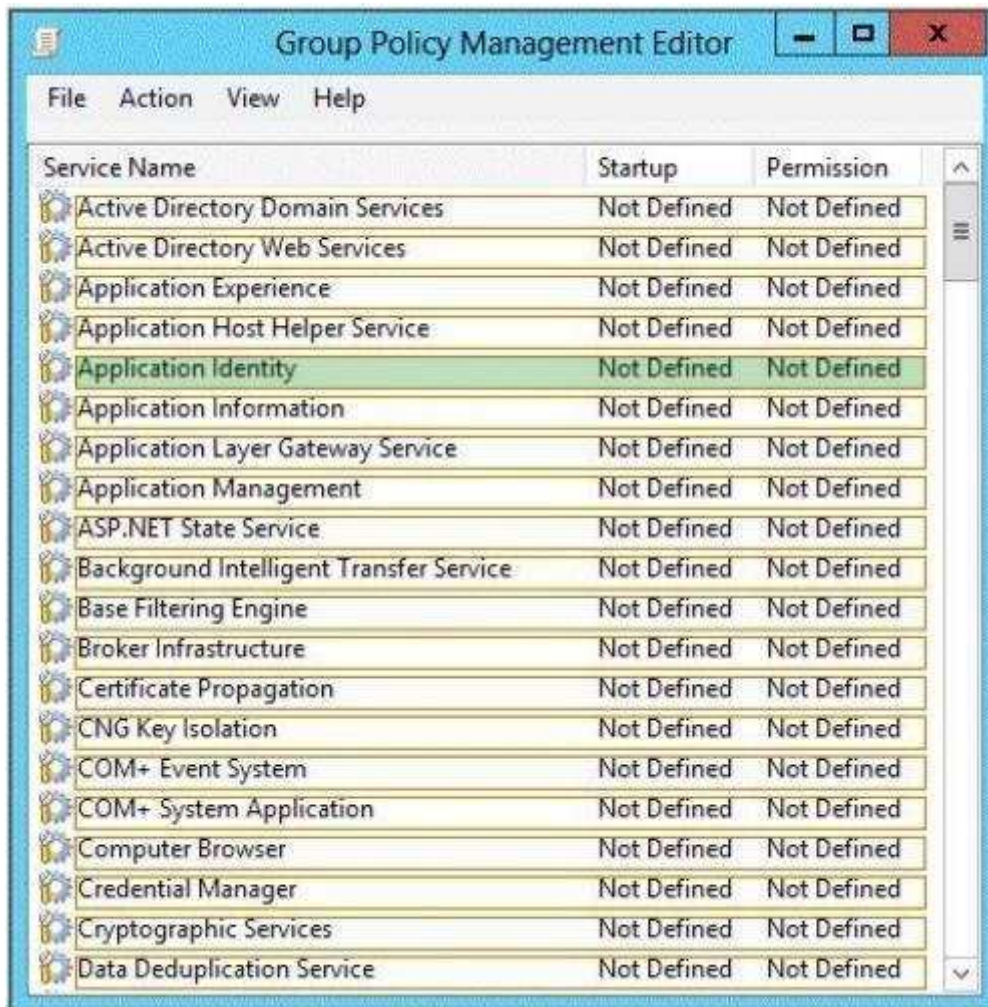 Group Policy Management Editor
File Action View Help
Service Name Startup Permission
Active Directory Domain Services Not Defined Not Defined
Active Directory Web Services Not Defined Not Defined
Application Experience Not Defined Not Defined
Application Host Helper Service Not Defined Not Defined
Application Identity Not Defined Not Defined
Application Information Not Defined Not Defined
Application Layer Gateway Service Not Defined Not Defined
Application Management Not Defined Not Defined
ASP.NET State Service Not Defined Not Defined
Background Intelligent Transfer Service Not Defined Not Defined
Base Filtering Engine Not Defined Not Defined
Broker Infrastructure Not Defined Not Defined
Certificate Propagation Not Defined Not Defined
CNG Key Isolation Not Defined Not Defined
COM+ Event System Not Defined Not Defined
COM+ System Application Not Defined Not Defined
Computer Browser Not Defined Not Defined
Credential Manager Not Defined Not Defined
Cryptographic Services Not Defined Not Defined
Data Deduplication Service Not Defined Not Defined